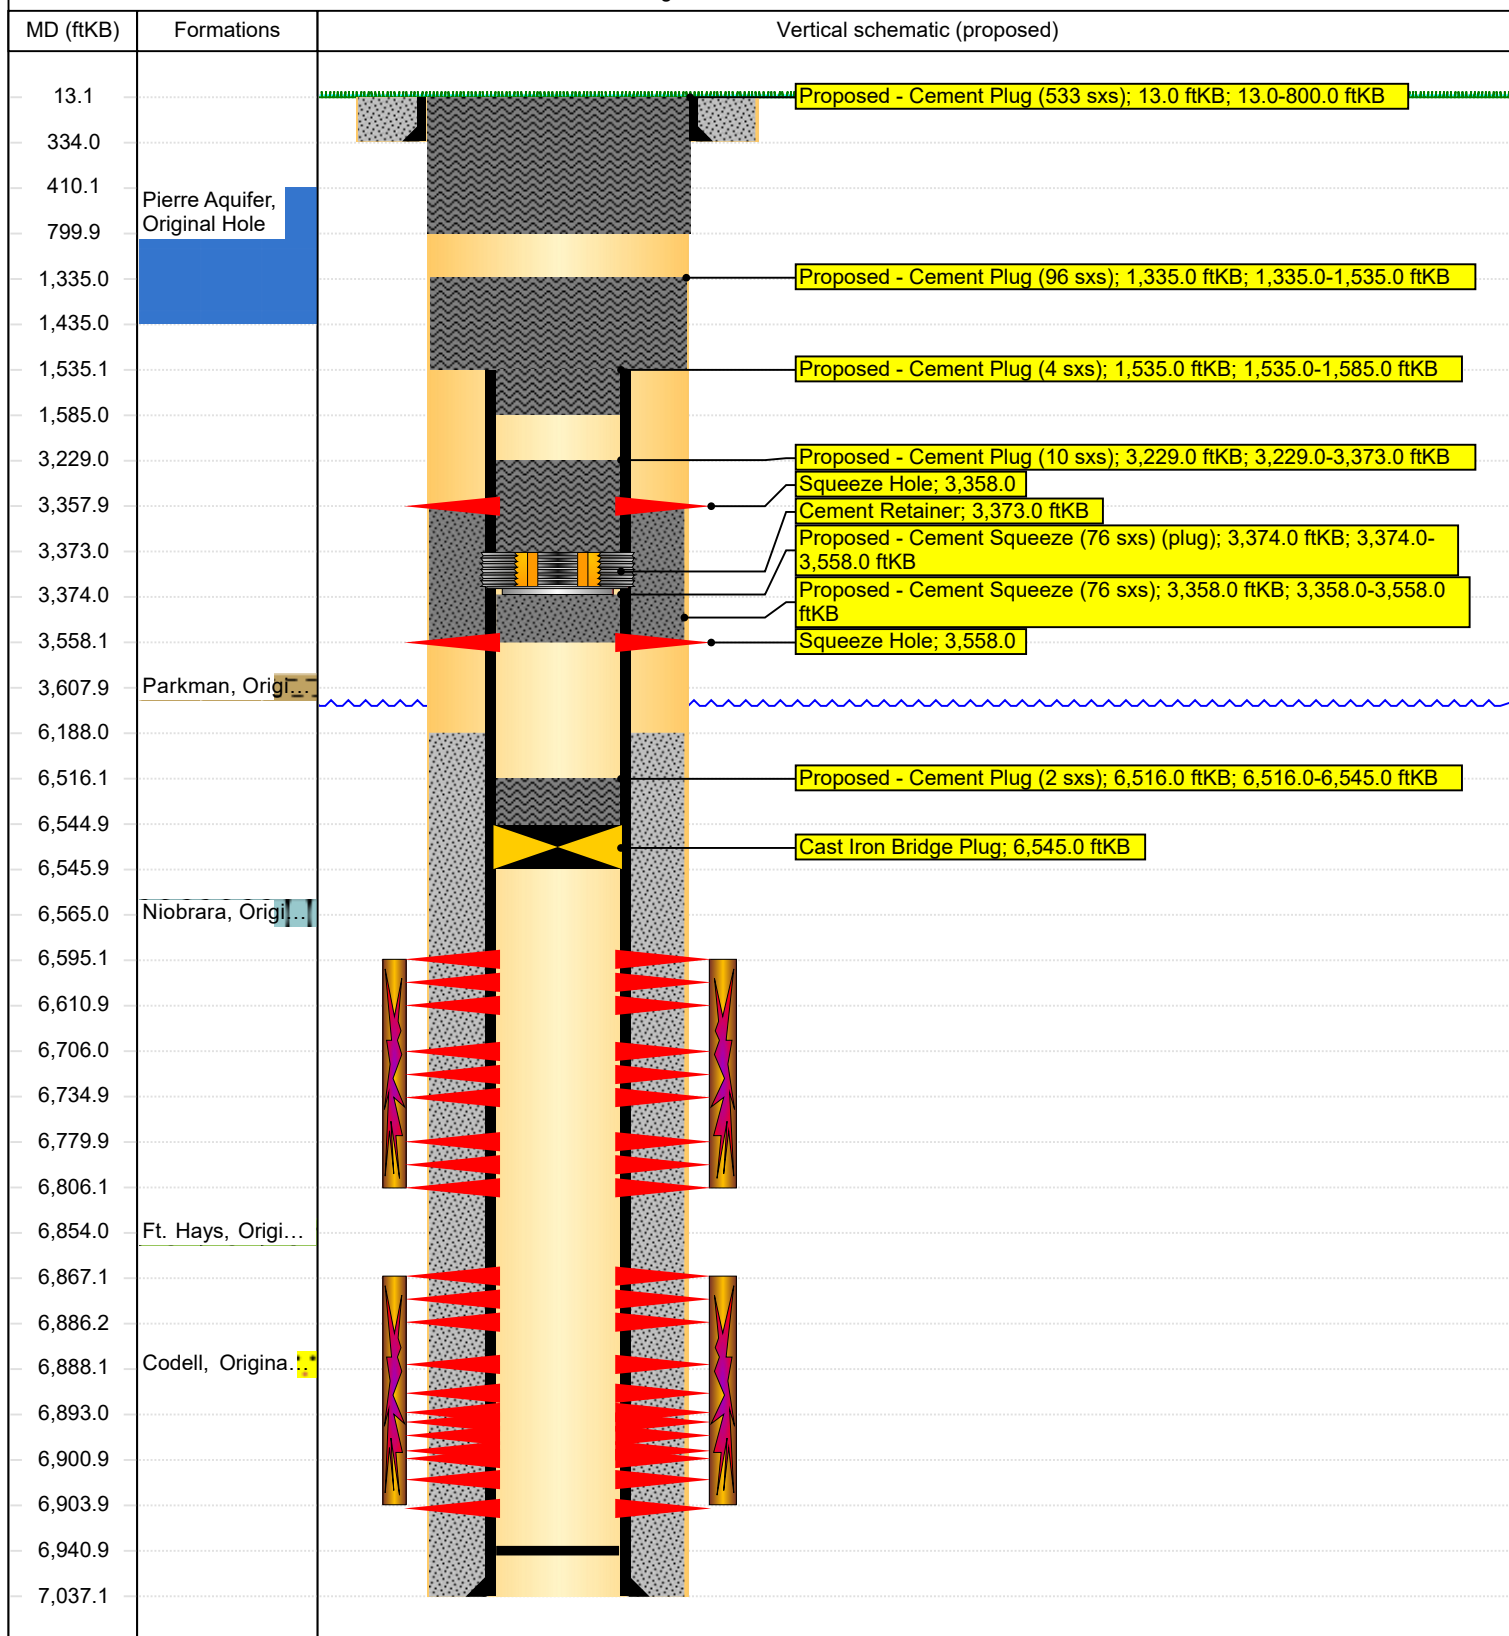 MD (ftKB)
Formations
Vertical schematic (proposed)
13.1
Proposed - Cement Plug (533 sxs); 13.0 ftKB; 13.0-800.0 ftKB
334.0
410.1
Pierre Aquifer,
Original Hole
799.9
1,335.0
Proposed - Cement Plug (96 sxs); 1,335.0 ftKB; 1,335.0-1,535.0 ftKB
1,435.0
1,535.1
Proposed - Cement Plug (4 sxs); 1,535.0 ftKB; 1,535.0-1,585.0 ftKB
1,585.0
3,229.0
Proposed - Cement Plug (10 sxs); 3,229.0 ftKB; 3,229.0-3,373.0 ftKB
Squeeze Hole; 3,358.0
3,357.9
Cement Retainer; 3,373.0 ftKB
Proposed - Cement Squeeze (76 sxs) (plug); 3,374.0 ftKB; 3,374.0-
3,558.0 ftKB
3,373.0
Proposed - Cement Squeeze (76 sxs); 3,358.0 ftKB; 3,358.0-3,558.0
ftKB
3,374.0
3,558.1
Squeeze Hole; 3,558.0
3,607.9
Parkman, Origi...
6,188.0
6,516.1
Proposed - Cement Plug (2 sxs); 6,516.0 ftKB; 6,516.0-6,545.0 ftKB
6,544.9
Cast Iron Bridge Plug; 6,545.0 ftKB
6,545.9
6,565.0
Niobrara, Origi...
6,595.1
6,610.9
6,706.0
6,734.9
6,779.9
6,806.1
6,854.0
Ft. Hays, Origi...
6,867.1
6,886.2
6,888.1
Codell, Origina...
6,893.0
6,900.9
6,903.9
6,940.9
7,037.1